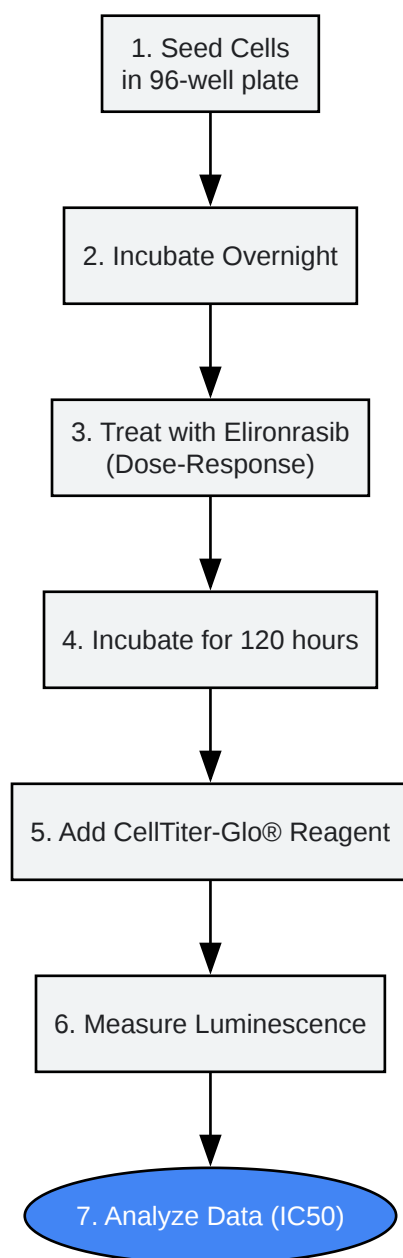 1. Seed Cells
in 96-well plate
2. Incubate Overnight
3. Treat with Elironrasib
(Dose-Response)
4. Incubate for 120 hours
5. Add CellTiter-Glo® Reagent
6. Measure Luminescence
7. Analyze Data (IC50)